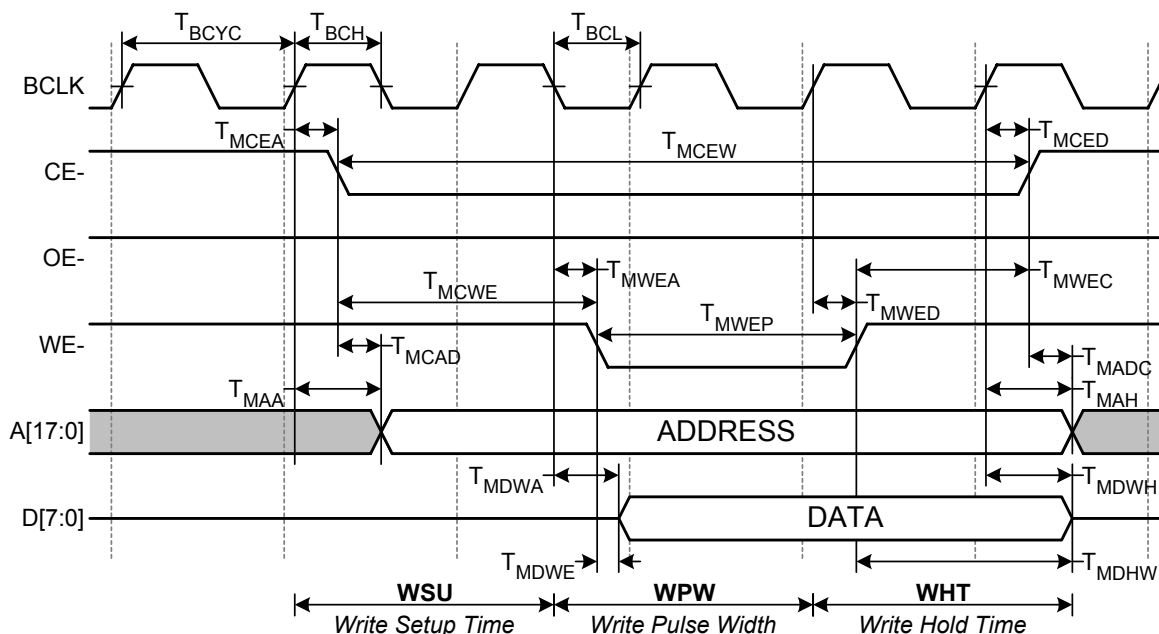 TBCYC TBCH TBCL
BCLK
TMCEA TMCED
TMCEW
CE-
OE-
TMWEA TMWEC
TMCWE
TMWEP TMWED
WE-
TMCAD TMADC
TMAA TMAH
A[17:0] ADDRESS
TMDWA TMDWH
D[7:0] DATA
TMDWE TMDHW
WSU WPW WHT
Write Setup Time Write Pulse Width Write Hold Time